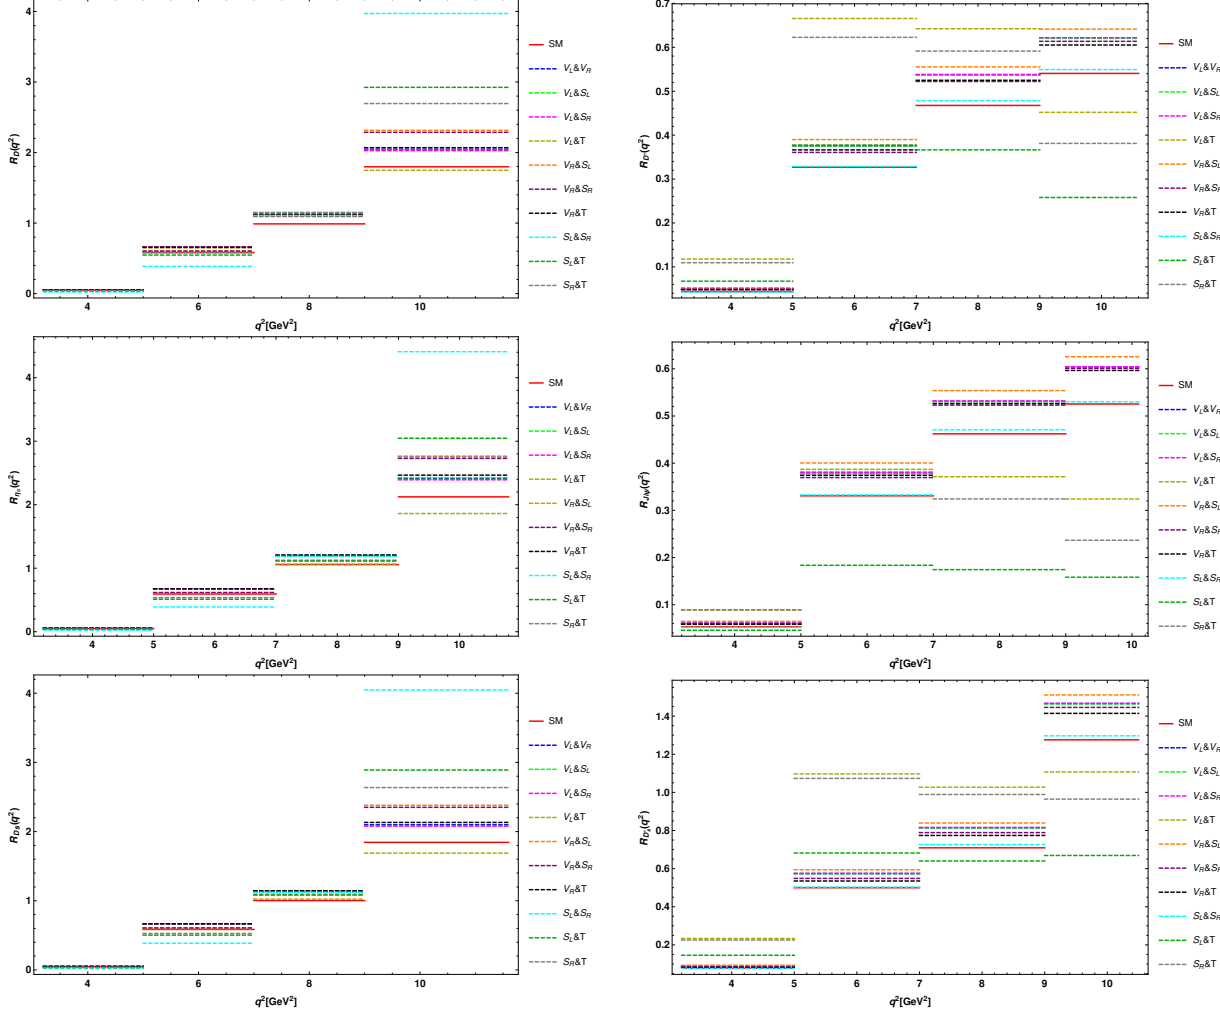 R_D(q²)
4
3
2
1
0
4 6 8 10
q²[GeV²]
SM
V_L&V_R
V_L&S_L
V_L&S_R
V_L&T
V_R&S_L
V_R&S_R
V_R&T
S_L&S_R
S_L&T
S_R&T
R_D*(q²)
0.7
0.6
0.5
0.4
0.3
0.2
0.1
4 5 6 7 8 9 10
q²[GeV²]
SM
V_L&V_R
V_L&S_L
V_L&S_R
V_L&T
V_R&S_L
V_R&S_R
V_R&T
S_L&S_R
S_L&T
S_R&T
R_ηc(q²)
4
3
2
1
0
4 5 6 7 8 9 10
q²[GeV²]
SM
V_L&V_R
V_L&S_L
V_L&S_R
V_L&T
V_R&S_L
V_R&S_R
V_R&T
S_L&S_R
S_L&T
S_R&T
R_J/ψ(q²)
0.6
0.5
0.4
0.3
0.2
0.1
4 5 6 7 8 9 10
q²[GeV²]
SM
V_L&V_R
V_L&S_L
V_L&S_R
V_L&T
V_R&S_L
V_R&S_R
V_R&T
S_L&S_R
S_L&T
S_R&T
R_Ds(q²)
4
3
2
1
0
4 6 8 10
q²[GeV²]
SM
V_L&V_R
V_L&S_L
V_L&S_R
V_L&T
V_R&S_L
V_R&S_R
V_R&T
S_L&S_R
S_L&T
S_R&T
R_Ds*(q²)
1.4
1.2
1.0
0.8
0.6
0.4
0.2
4 5 6 7 8 9 10
q²[GeV²]
SM
V_L&V_R
V_L&S_L
V_L&S_R
V_L&T
V_R&S_L
V_R&S_R
V_R&T
S_L&S_R
S_L&T
S_R&T